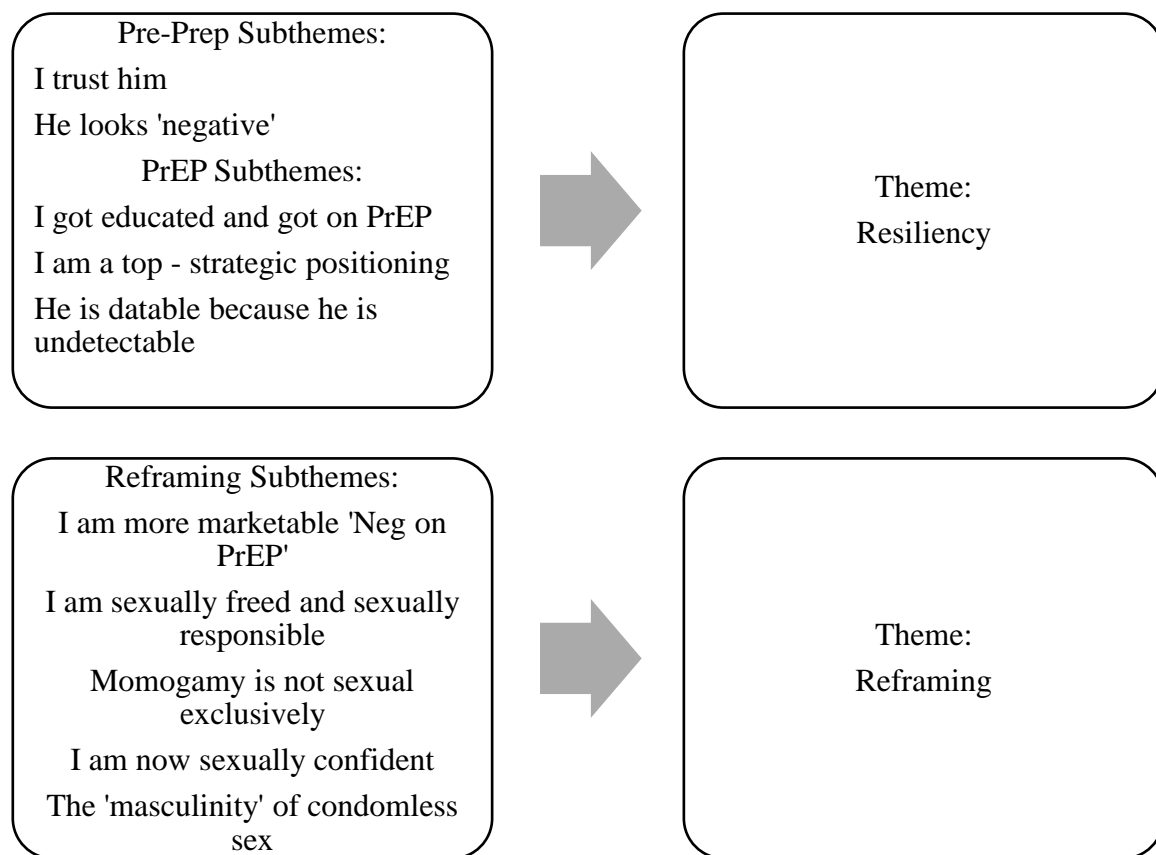 Pre-Prep Subthemes:
I trust him
He looks 'negative'
PrEP Subthemes:
I got educated and got on PrEP
I am a top - strategic positioning
He is datable because he is
undetectable
Theme:
Resiliency
Reframing Subthemes:
I am more marketable 'Neg on
PrEP'
I am sexually freed and sexually
responsible
Momogamy is not sexual
exclusively
I am now sexually confident
The 'masculinity' of condomless
sex
Theme:
Reframing